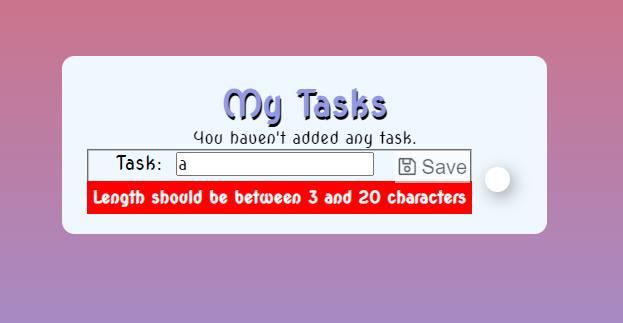 My Tasks
You haven't added any task.
Task: a Save
Length should be between 3 and 20 characters